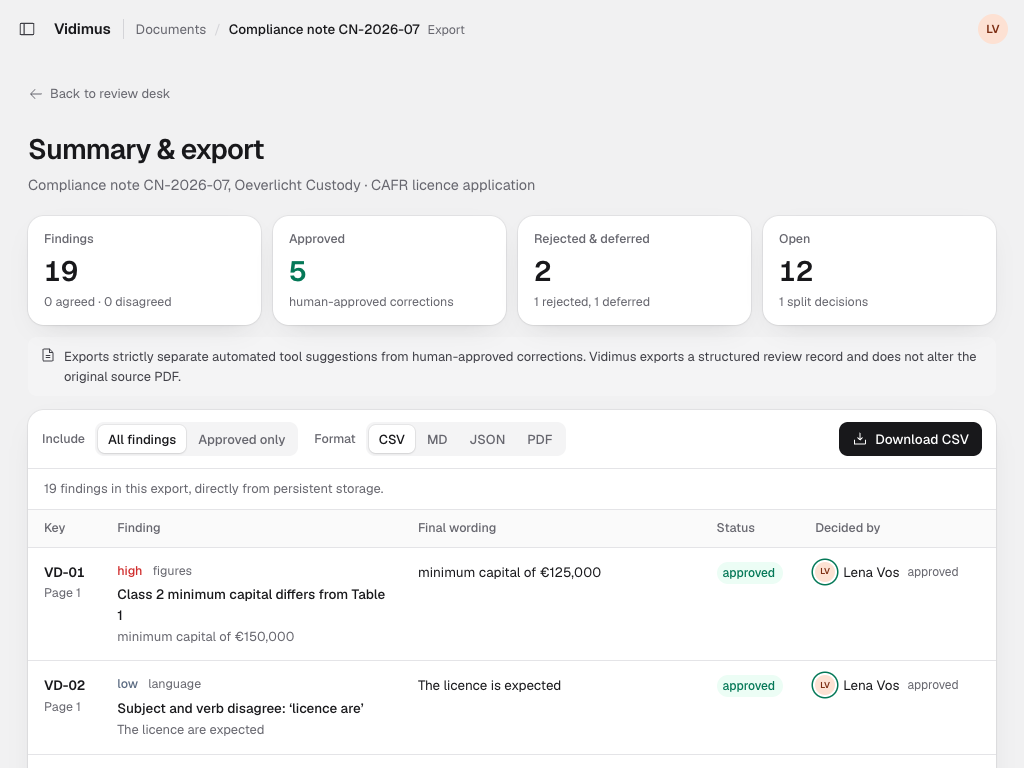 Vidimus
Documents / Compliance note CN-2026-07 Export
LV
Back to review desk
Summary & export
Compliance note CN-2026-07, Oeverlicht Custody · CAFR licence application
Findings
19
0 agreed · 0 disagreed
Approved
5
human-approved corrections
Rejected & deferred
2
1 rejected, 1 deferred
Open
12
1 split decisions
Exports strictly separate automated tool suggestions from human-approved corrections. Vidimus exports a structured review record and does not alter the
original source PDF.
Include All findings Approved only Format CSV MD JSON PDF Download CSV
19 findings in this export, directly from persistent storage.
Key Finding Final wording Status Decided by
VD-01
Page 1
high figures
Class 2 minimum capital differs from Table
1
minimum capital of €150,000
minimum capital of €125,000
approved
LV Lena Vos approved
VD-02
Page 1
low language
Subject and verb disagree: ‘licence are’
The licence are expected
The licence is expected
approved
LV Lena Vos approved